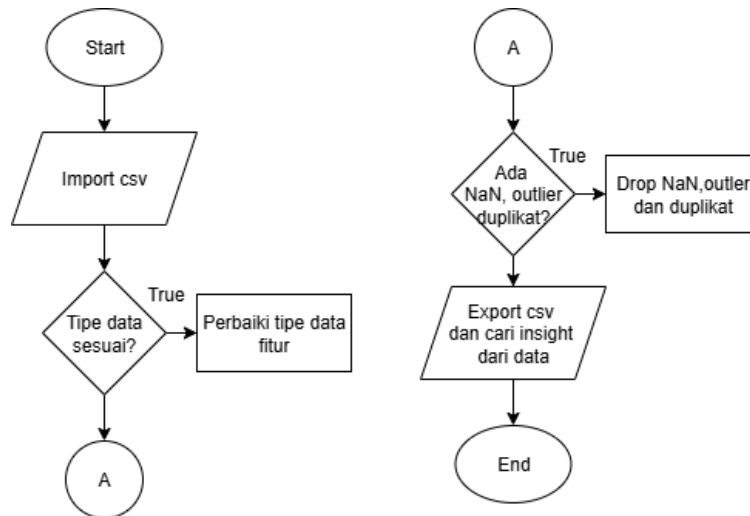 Start
Import csv
Tipe data
sesuai?
True
Perbaiki tipe data
fitur
A
A
Ada
NaN, outlier
duplikat?
True
Drop NaN,outler
dan duplikat
Export csv
dan cari insight
dari data
End